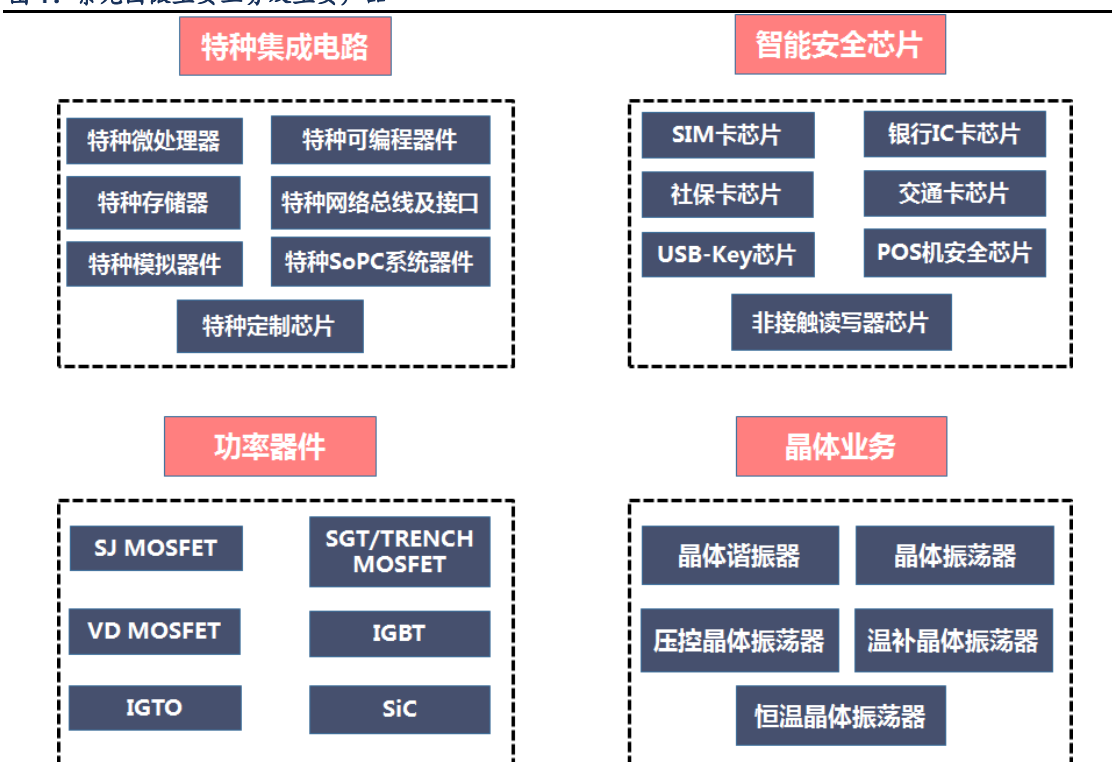 特种集成电路
智能安全芯片
特种微处理器
特种可编程器件
特种存储器
特种网络总线及接口
特种模拟器件
特种SoPC系统器件
特种定制芯片
SIM卡芯片
银行IC卡芯片
社保卡芯片
交通卡芯片
USB-Key芯片
POS机安全芯片
非接触读写器芯片
功率器件
晶体业务
SJ MOSFET
SGT/TRENCH
MOSFET
VD MOSFET
IGBT
IGTO
SiC
晶体谐振器
晶体振荡器
压控晶体振荡器
温补晶体振荡器
恒温晶体振荡器